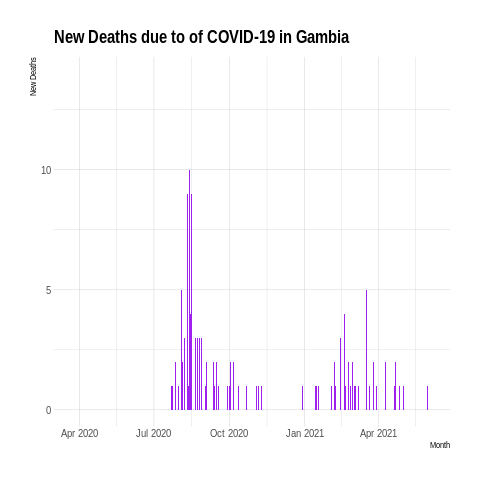 New Deaths due to of COVID-19 in Gambia
New Deaths
10
5
0
Apr 2020 Jul 2020 Oct 2020 Jan 2021 Apr 2021
Month